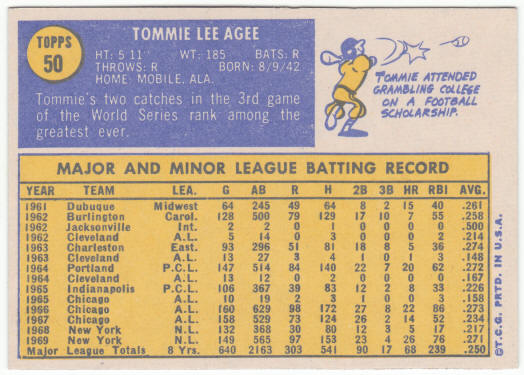 TOPPS
50
TOMMIE LEE AGEE
HT: 5 11" WT: 185 BATS: R
THROWS: R BORN: 8/9/42
HOME: MOBILE, ALA.
Tommie's two catches in the 3rd game
of the World Series rank among the
greatest ever.
TOMMIE ATTENDED
GRAMBLING COLLEGE
ON A FOOTBALL
SCHOLARSHIP.
MAJOR AND MINOR LEAGUE BATTING RECORD
YEAR TEAM LEA. G AB R H 2B 3B HR RBI AVG.
1961 Dubuque Midwest 64 245 49 64 8 2 15 40 .261
1962 Burlington Carol. 128 500 79 129 17 10 7 55 .258
1962 Jacksonville Int. 2 2 0 1 0 0 0 0 .500
1962 Cleveland A.L. 5 14 0 3 0 0 0 2 .214
1963 Charleston East. 93 296 51 81 18 8 5 36 .274
1963 Cleveland A.L. 13 27 3 4 1 0 1 3 .148
1964 Portland P.C.L. 147 514 84 140 22 7 20 62 .272
1964 Cleveland A.L. 13 12 0 2 0 0 0 0 .167
1965 Indianapolis P.C.L. 106 367 39 83 12 2 8 33 .226
1965 Chicago A.L. 10 19 2 3 1 0 0 3 .158
1966 Chicago A.L. 160 629 98 172 27 8 22 86 .273
1967 Chicago A.L. 158 529 73 124 26 2 14 52 .234
1968 New York N.L. 132 368 30 80 12 3 5 17 .217
1969 New York N.L. 149 565 97 153 23 4 26 76 .271
Major League Totals 8 Yrs. 640 2163 303 541 90 17 68 239 .250
©T.C.G. PRTD. IN U.S.A.